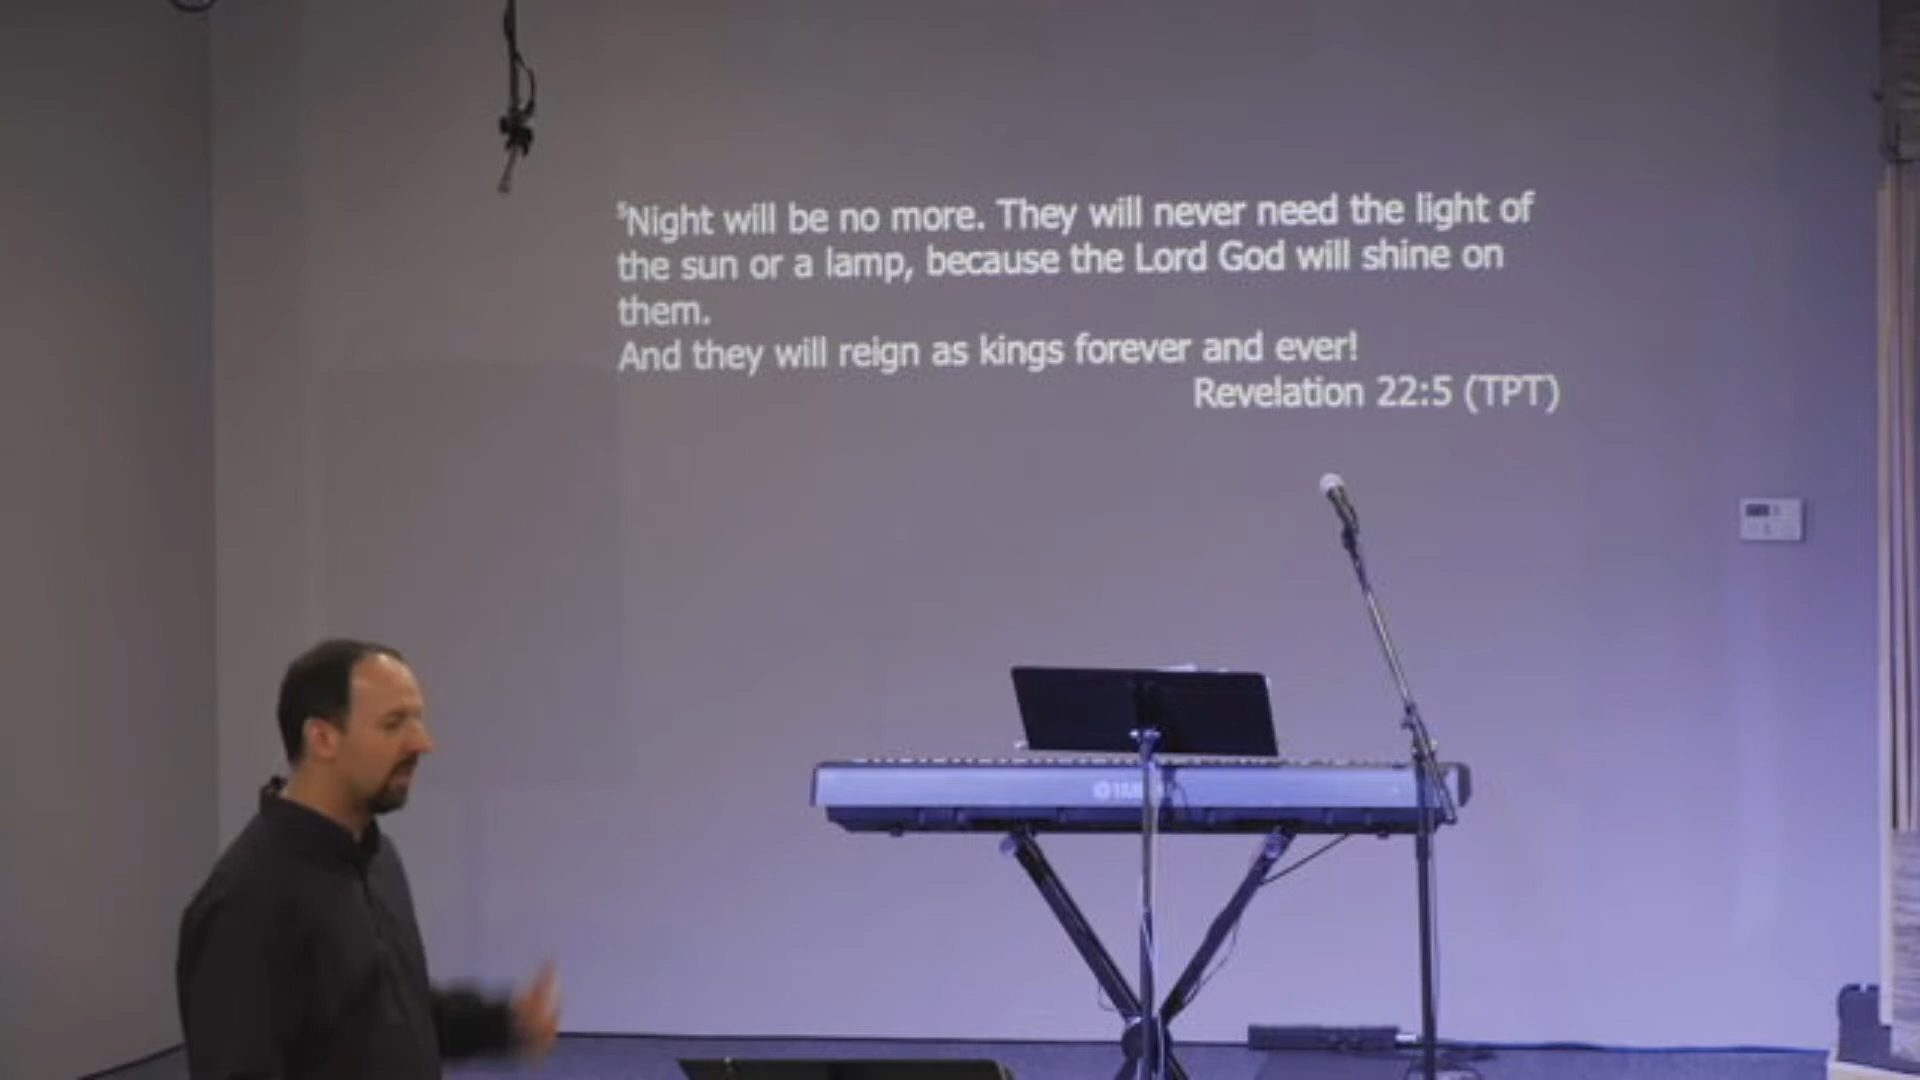 ⁵Night will be no more. They will never need the light of
the sun or a lamp, because the Lord God will shine on
them.
And they will reign as kings forever and ever!
Revelation 22:5 (TPT)